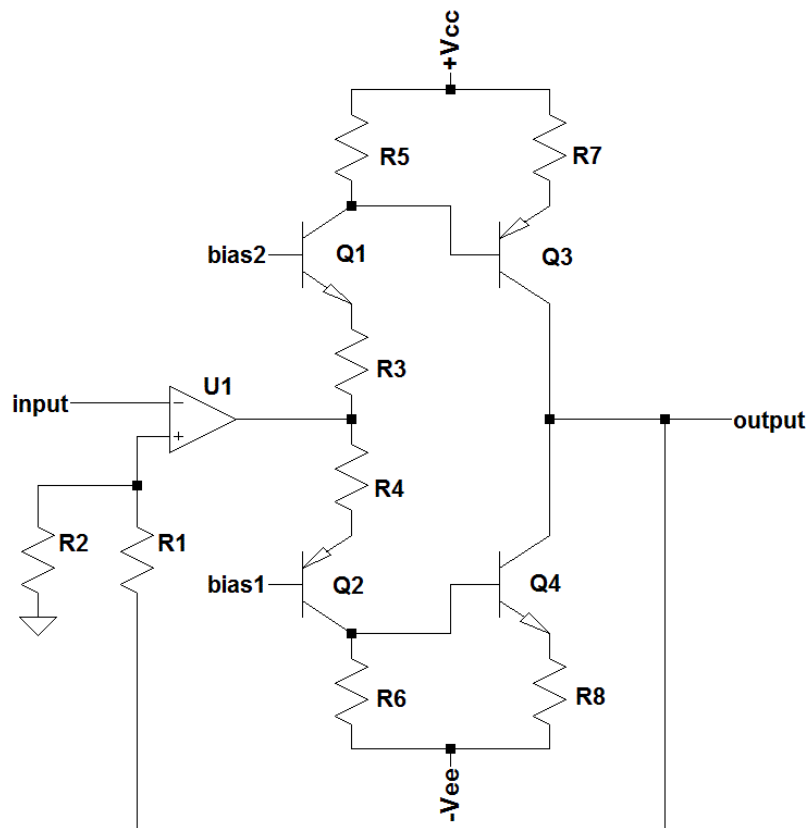 +Vcc
R5
R7
bias2
Q1
Q3
R3
U1
input
−
+
output
R4
R2
R1
bias1
Q2
Q4
R6
R8
-Vee